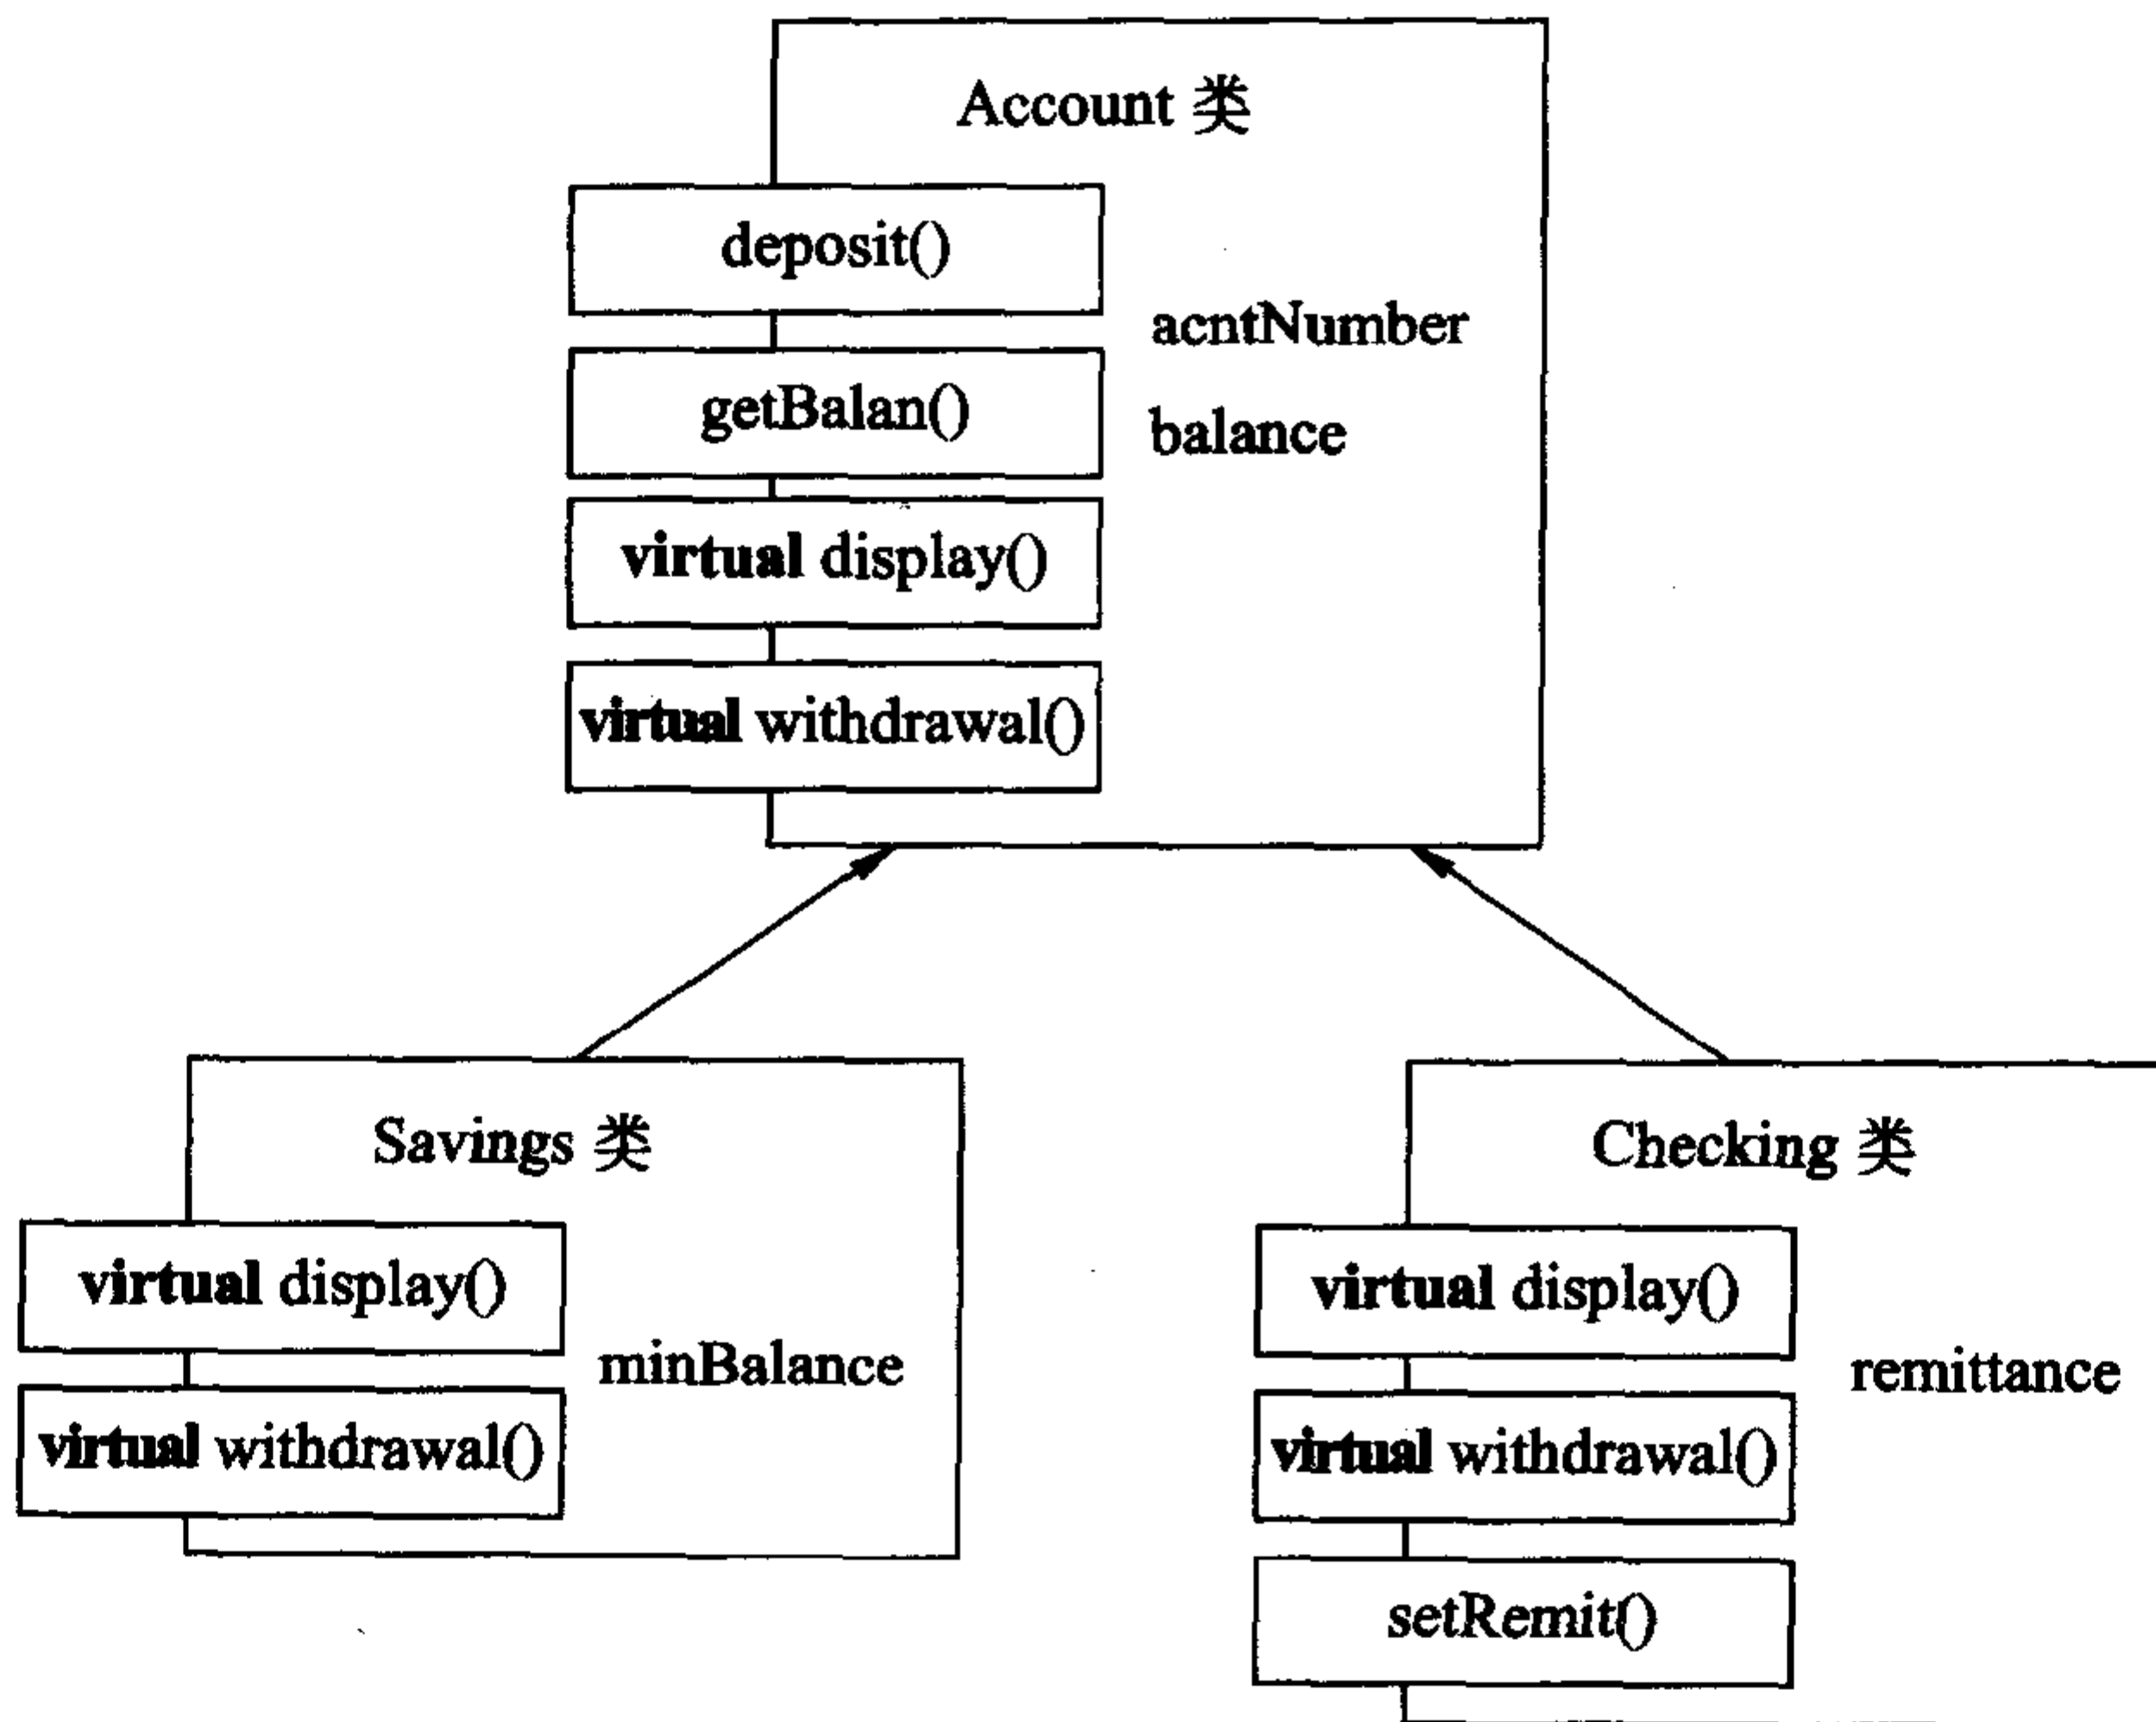 Account 类
deposit()
acntNumber
getBalan()
balance
virtual display()
virtual withdrawal()
Savings 类
virtual display()
minBalance
virtual withdrawal()
Checking 类
virtual display()
remittance
virtual withdrawal()
setRemit()